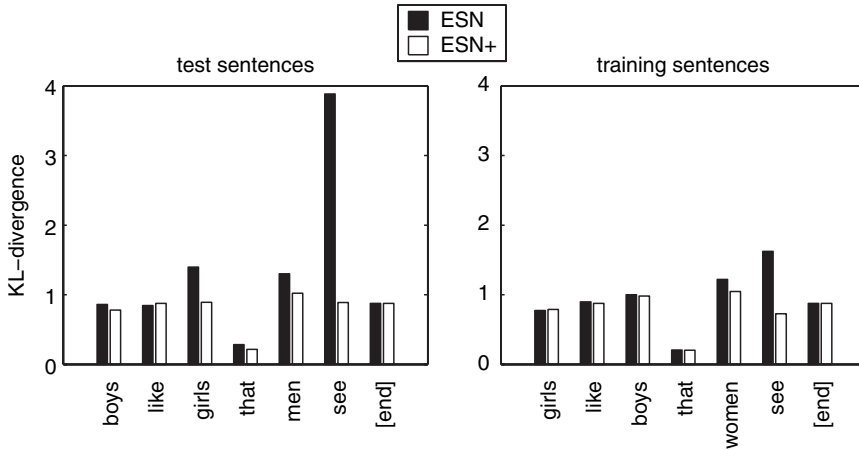 ESN
ESN+
test sentences
KL-divergence
4
3
2
1
0
boys
like
girls
that
men
see
[end]
training sentences
4
3
2
1
0
girls
like
boys
that
women
see
[end]